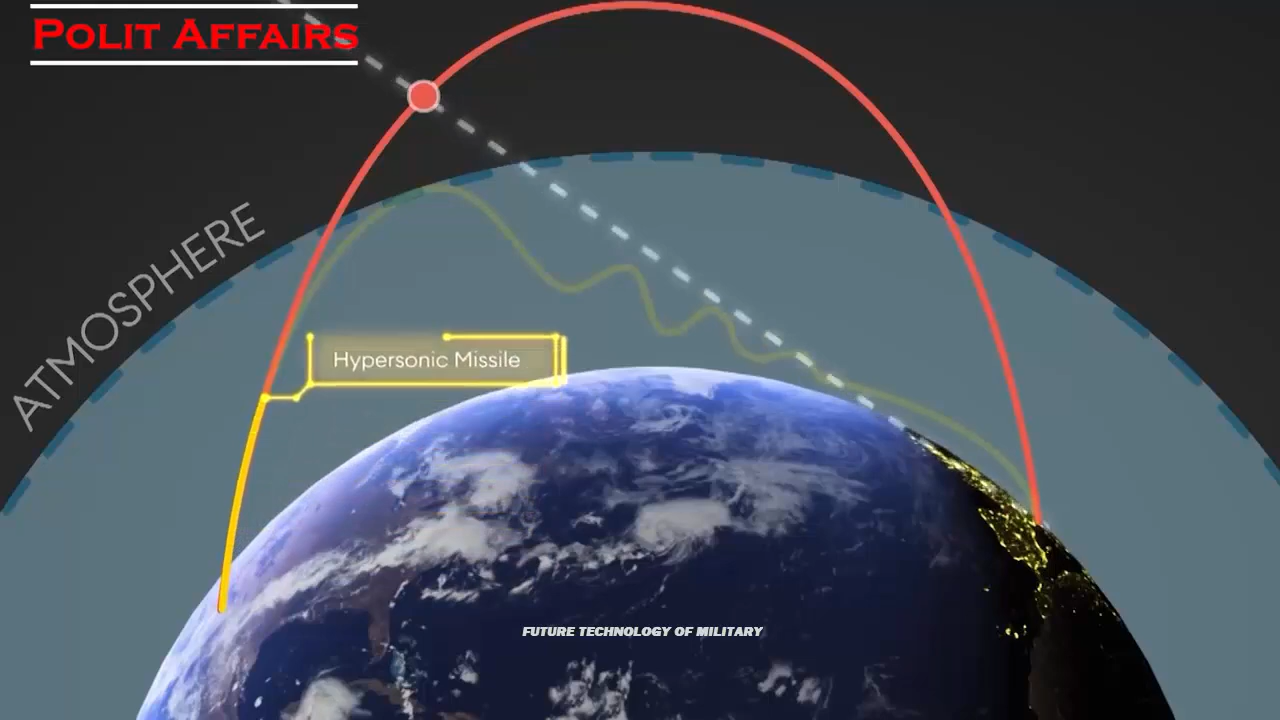 POLIT AFFAIRS
ATMOSPHERE
Hypersonic Missile
FUTURE TECHNOLOGY OF MILITARY